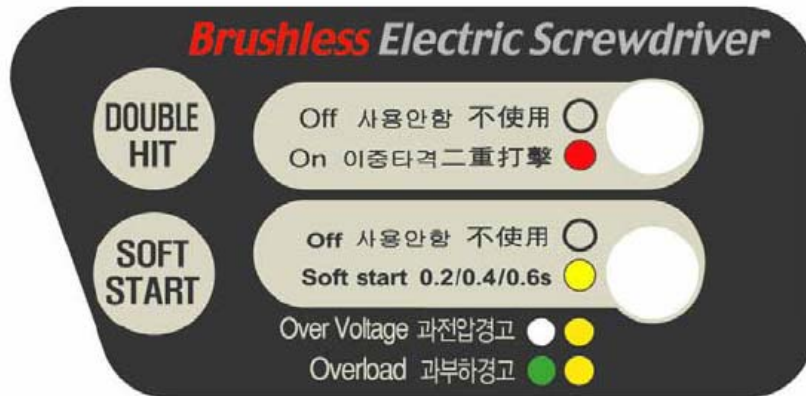 Brushless Electric Screwdriver
DOUBLE
HIT
Off 사용안함 不使用
On 이중타격二重打擊
SOFT
START
Off 사용안함 不使用
Soft start 0.2/0.4/0.6s
Over Voltage 과전압경고
Overload 과부하경고